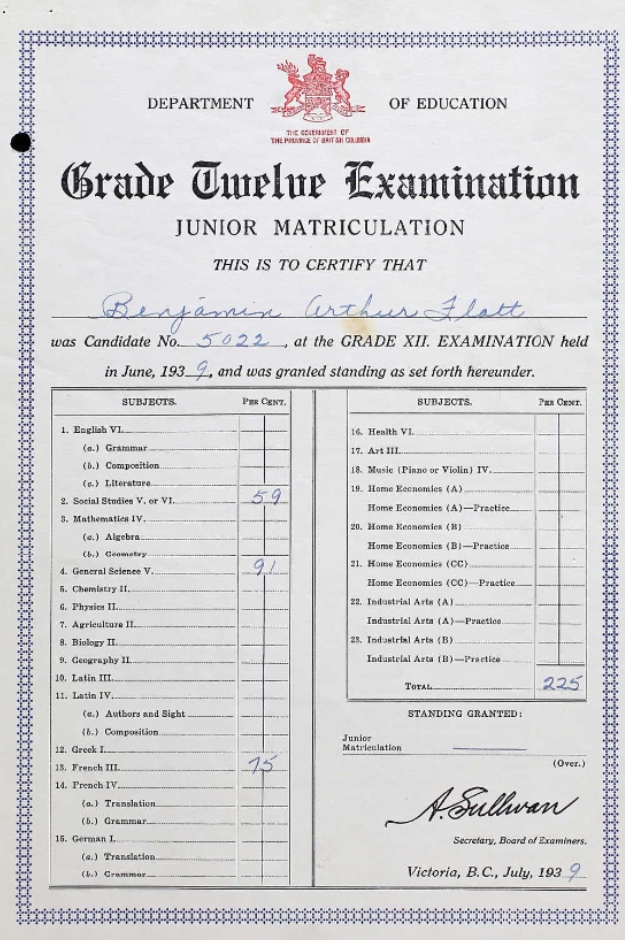 DEPARTMENT OF EDUCATION
THE GOVERNMENT OF
THE PROVINCE OF BRITISH COLUMBIA
Grade Twelve Examination
JUNIOR MATRICULATION
THIS IS TO CERTIFY THAT
Benjamin Arthur Flatt
was Candidate No. 5022, at the GRADE XII. EXAMINATION held
in June, 1939, and was granted standing as set forth hereunder.
SUBJECTS. PER CENT.
1. English VI.
(a.) Grammar
(b.) Composition
(c.) Literature
2. Social Studies V. or VI. 59
3. Mathematics IV.
(a.) Algebra
(b.) Geometry
4. General Science V. 91
5. Chemistry II.
6. Physics II.
7. Agriculture II.
8. Biology II.
9. Geography II.
10. Latin III.
11. Latin IV.
(a.) Authors and Sight
(b.) Composition
12. Greek I.
13. French III. 75
14. French IV.
(a.) Translation
(b.) Grammar
15. German I.
(a.) Translation
(b.) Grammar
SUBJECTS. PER CENT.
16. Health VI.
17. Art III.
18. Music (Piano or Violin) IV.
19. Home Economics (A)
Home Economics (A)—Practice
20. Home Economics (B)
Home Economics (B)—Practice
21. Home Economics (CC)
Home Economics (CC)—Practice
22. Industrial Arts (A)
Industrial Arts (A)—Practice
23. Industrial Arts (B)
Industrial Arts (B)—Practice
TOTAL 225
STANDING GRANTED:
Junior
Matriculation
(Over.)
A. Sullivan
Secretary, Board of Examiners.
Victoria, B.C., July, 1939